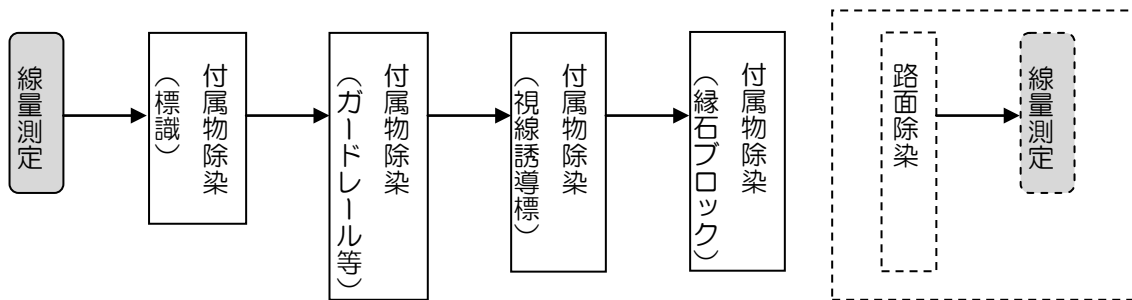 線量測定
付属物除染
（標識）
付属物除染
（ガードレール等）
付属物除染
（視線誘導標）
付属物除染
（縁石ブロック）
路面除染
線量測定